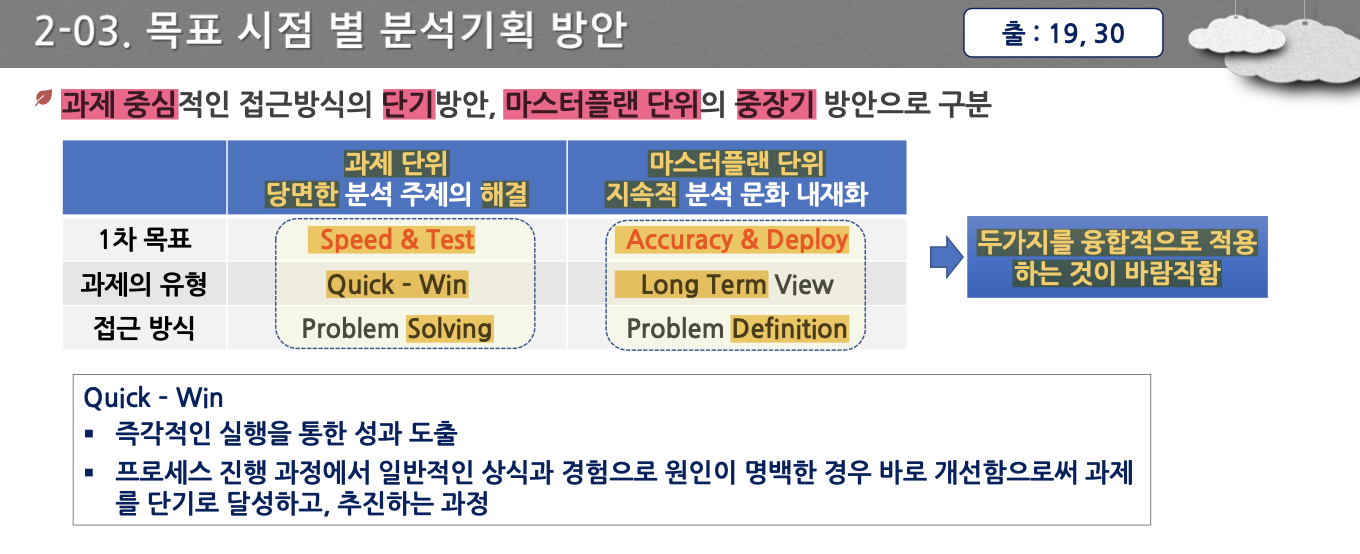 2-03. 목표 시점 별 분석기획 방안
출 : 19, 30
과제 중심적인 접근방식의 단기방안, 마스터플랜 단위의 중장기 방안으로 구분
과제 단위
당면한 분석 주제의 해결
마스터플랜 단위
지속적 분석 문화 내재화
1차 목표
Speed & Test
Accuracy & Deploy
과제의 유형
Quick - Win
Long Term View
접근 방식
Problem Solving
Problem Definition
두가지를 융합적으로 적용
하는 것이 바람직함
Quick - Win
▪ 즉각적인 실행을 통한 성과 도출
▪ 프로세스 진행 과정에서 일반적인 상식과 경험으로 원인이 명백한 경우 바로 개선함으로써 과제
를 단기로 달성하고, 추진하는 과정